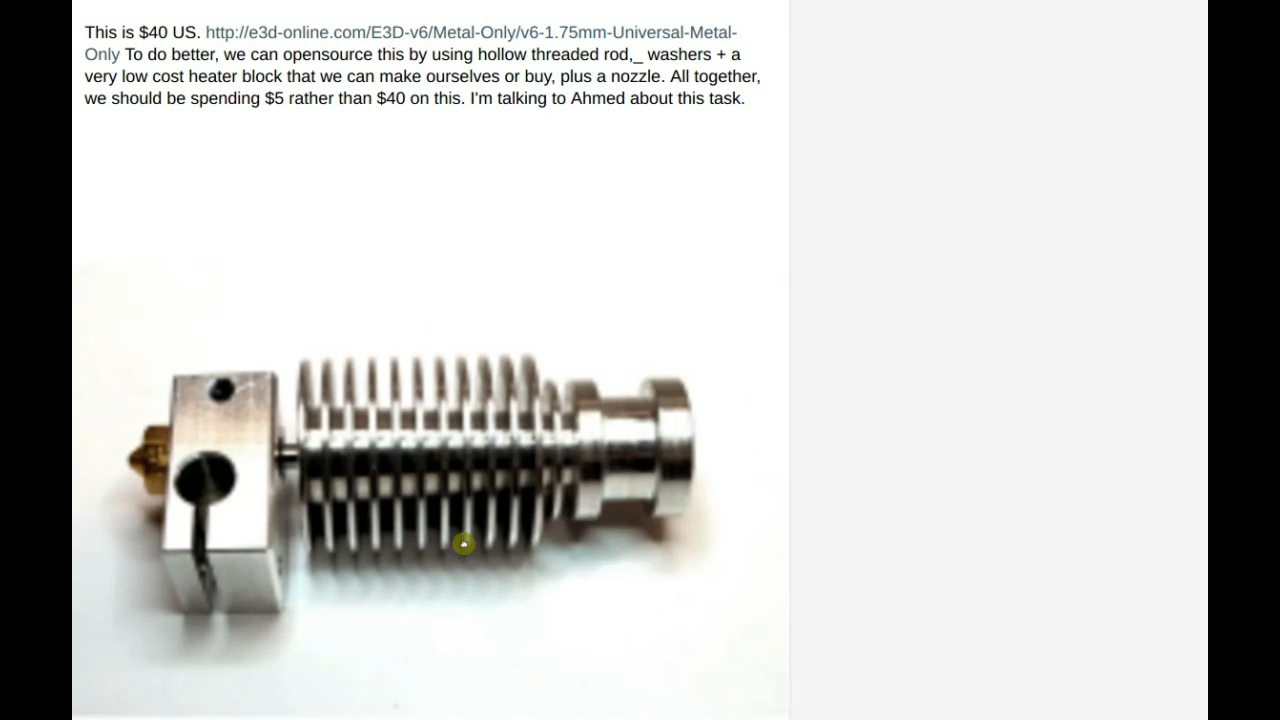 This is $40 US. http://e3d-online.com/E3D-v6/Metal-Only/v6-1.75mm-Universal-Metal-
Only To do better, we can opensource this by using hollow threaded rod,_ washers + a
very low cost heater block that we can make ourselves or buy, plus a nozzle. All together,
we should be spending $5 rather than $40 on this. I'm talking to Ahmed about this task.